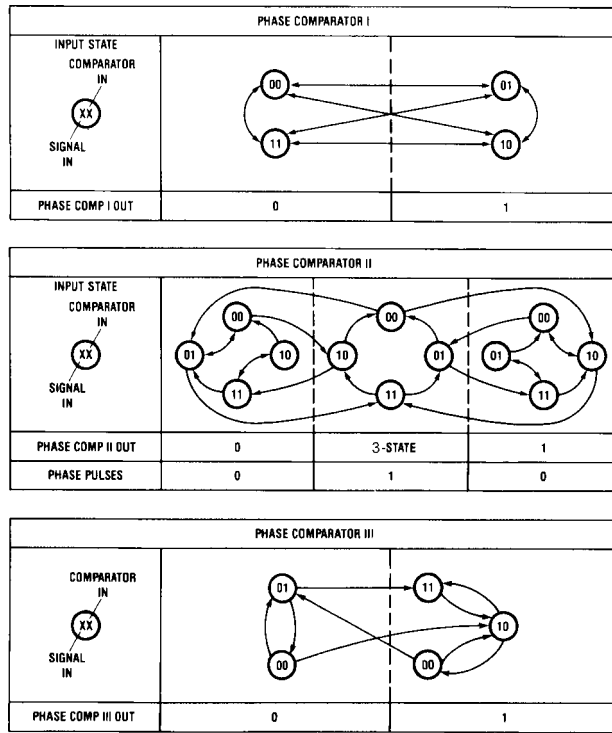 PHASE COMPARATOR I
INPUT STATE
COMPARATOR
IN
XX
SIGNAL
IN
00 01
11 10
PHASE COMP I OUT 0 1
PHASE COMPARATOR II
INPUT STATE
COMPARATOR
IN
XX
SIGNAL
IN
00 00 00
01 10 10 01 01 10
11 11 11
PHASE COMP II OUT 0 3-STATE 1
PHASE PULSES 0 1 0
PHASE COMPARATOR III
COMPARATOR
IN
XX
SIGNAL
IN
01 11
10
00 00
PHASE COMP III OUT 0 1